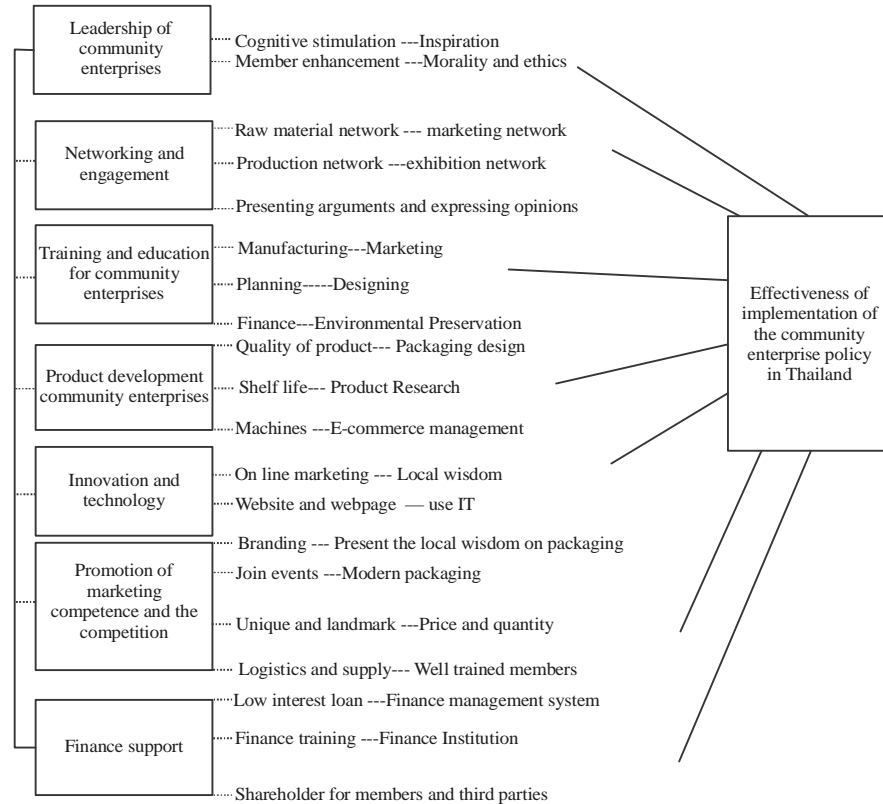 Leadership of
community
enterprises
Cognitive stimulation ---Inspiration
Member enhancement ---Morality and ethics
Networking and
engagement
Raw material network --- marketing network
Production network ---exhibition network
Presenting arguments and expressing opinions
Training and education
for community
enterprises
Manufacturing---Marketing
Planning-----Designing
Finance---Environmental Preservation
Product development
community enterprises
Quality of product--- Packaging design
Shelf life--- Product Research
Machines ---E-commerce management
Innovation and
technology
On line marketing --- Local wisdom
Website and webpage — use IT
Promotion of
marketing
competence and the
competition
Branding --- Present the local wisdom on packaging
Join events ---Modern packaging
Unique and landmark ---Price and quantity
Logistics and supply--- Well trained members
Finance support
Low interest loan ---Finance management system
Finance training ---Finance Institution
Shareholder for members and third parties
Effectiveness of
implementation of
the community
enterprise policy
in Thailand